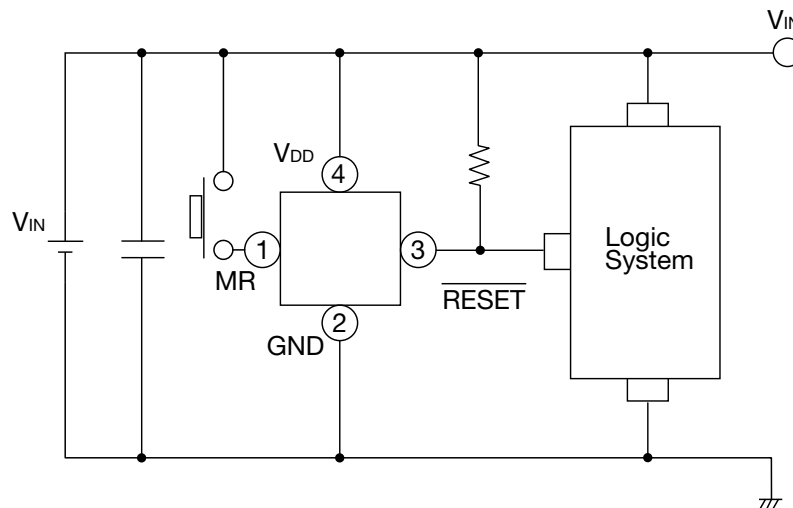 VIN
VDD
4
VIN
1
3
Logic
System
MR
RESET
2
GND